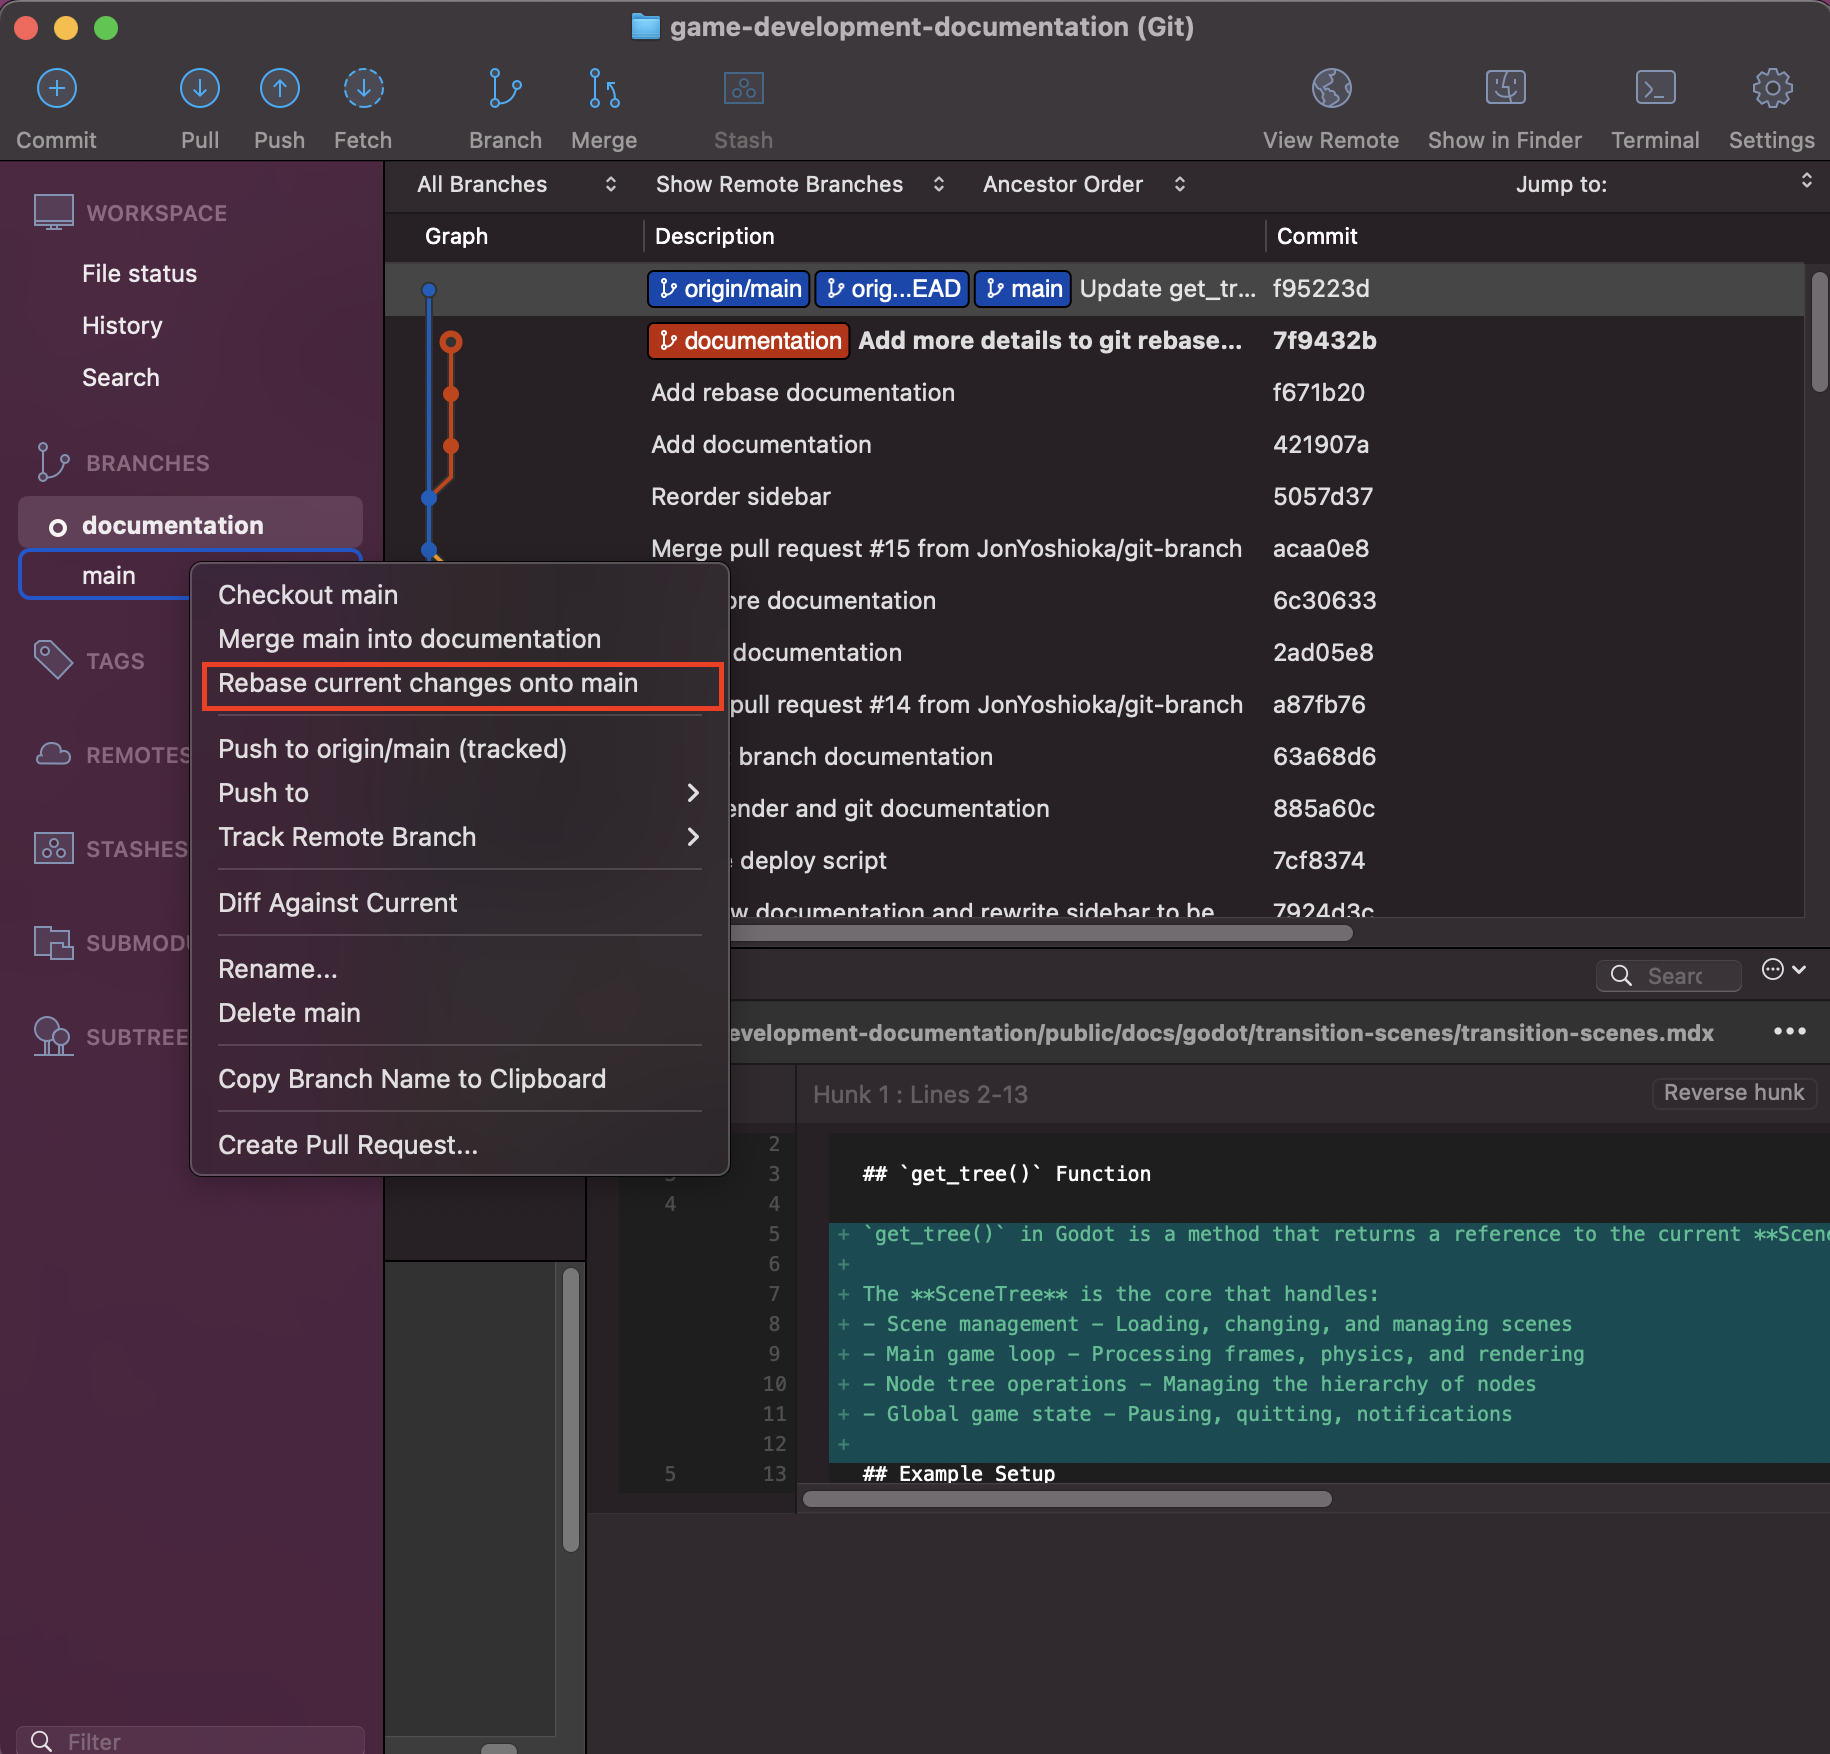 game-development-documentation (Git)
Commit Pull Push Fetch Branch Merge Stash View Remote Show in Finder Terminal Settings
All Branches Show Remote Branches Ancestor Order Jump to:
Graph Description Commit
origin/main orig...EAD main Update get_tr... f95223d
documentation Add more details to git rebase... 7f9432b
Add rebase documentation f671b20
Add documentation 421907a
Reorder sidebar 5057d37
Merge pull request #15 from JonYoshioka/git-branch acaa0e8
documentation 6c30633
documentation 2ad05e8
pull request #14 from JonYoshioka/git-branch a87fb76
branch documentation 63a68d6
and git documentation 885a60c
deploy script 7cf8374
documentation and rewrite sidebar to be 7924d3c
WORKSPACE
File status
History
Search
BRANCHES
documentation
main
TAGS
REMOTES
STASHES
SUBMODU
SUBTREE
Filter
Checkout main
Merge main into documentation
Rebase current changes onto main
Push to origin/main (tracked)
Push to
Track Remote Branch
Diff Against Current
Rename...
Delete main
Copy Branch Name to Clipboard
Create Pull Request...
Searc
evelopment-documentation/public/docs/godot/transition-scenes/transition-scenes.mdx
Hunk 1 : Lines 2-13 Reverse hunk
2
3 ## `get_tree()` Function
4 4
5 + `get_tree()` in Godot is a method that returns a reference to the current **Scen
6 +
7 + The **SceneTree** is the core that handles:
8 + - Scene management - Loading, changing, and managing scenes
9 + - Main game loop - Processing frames, physics, and rendering
10 + - Node tree operations - Managing the hierarchy of nodes
11 + - Global game state - Pausing, quitting, notifications
12 +
5 13 ## Example Setup